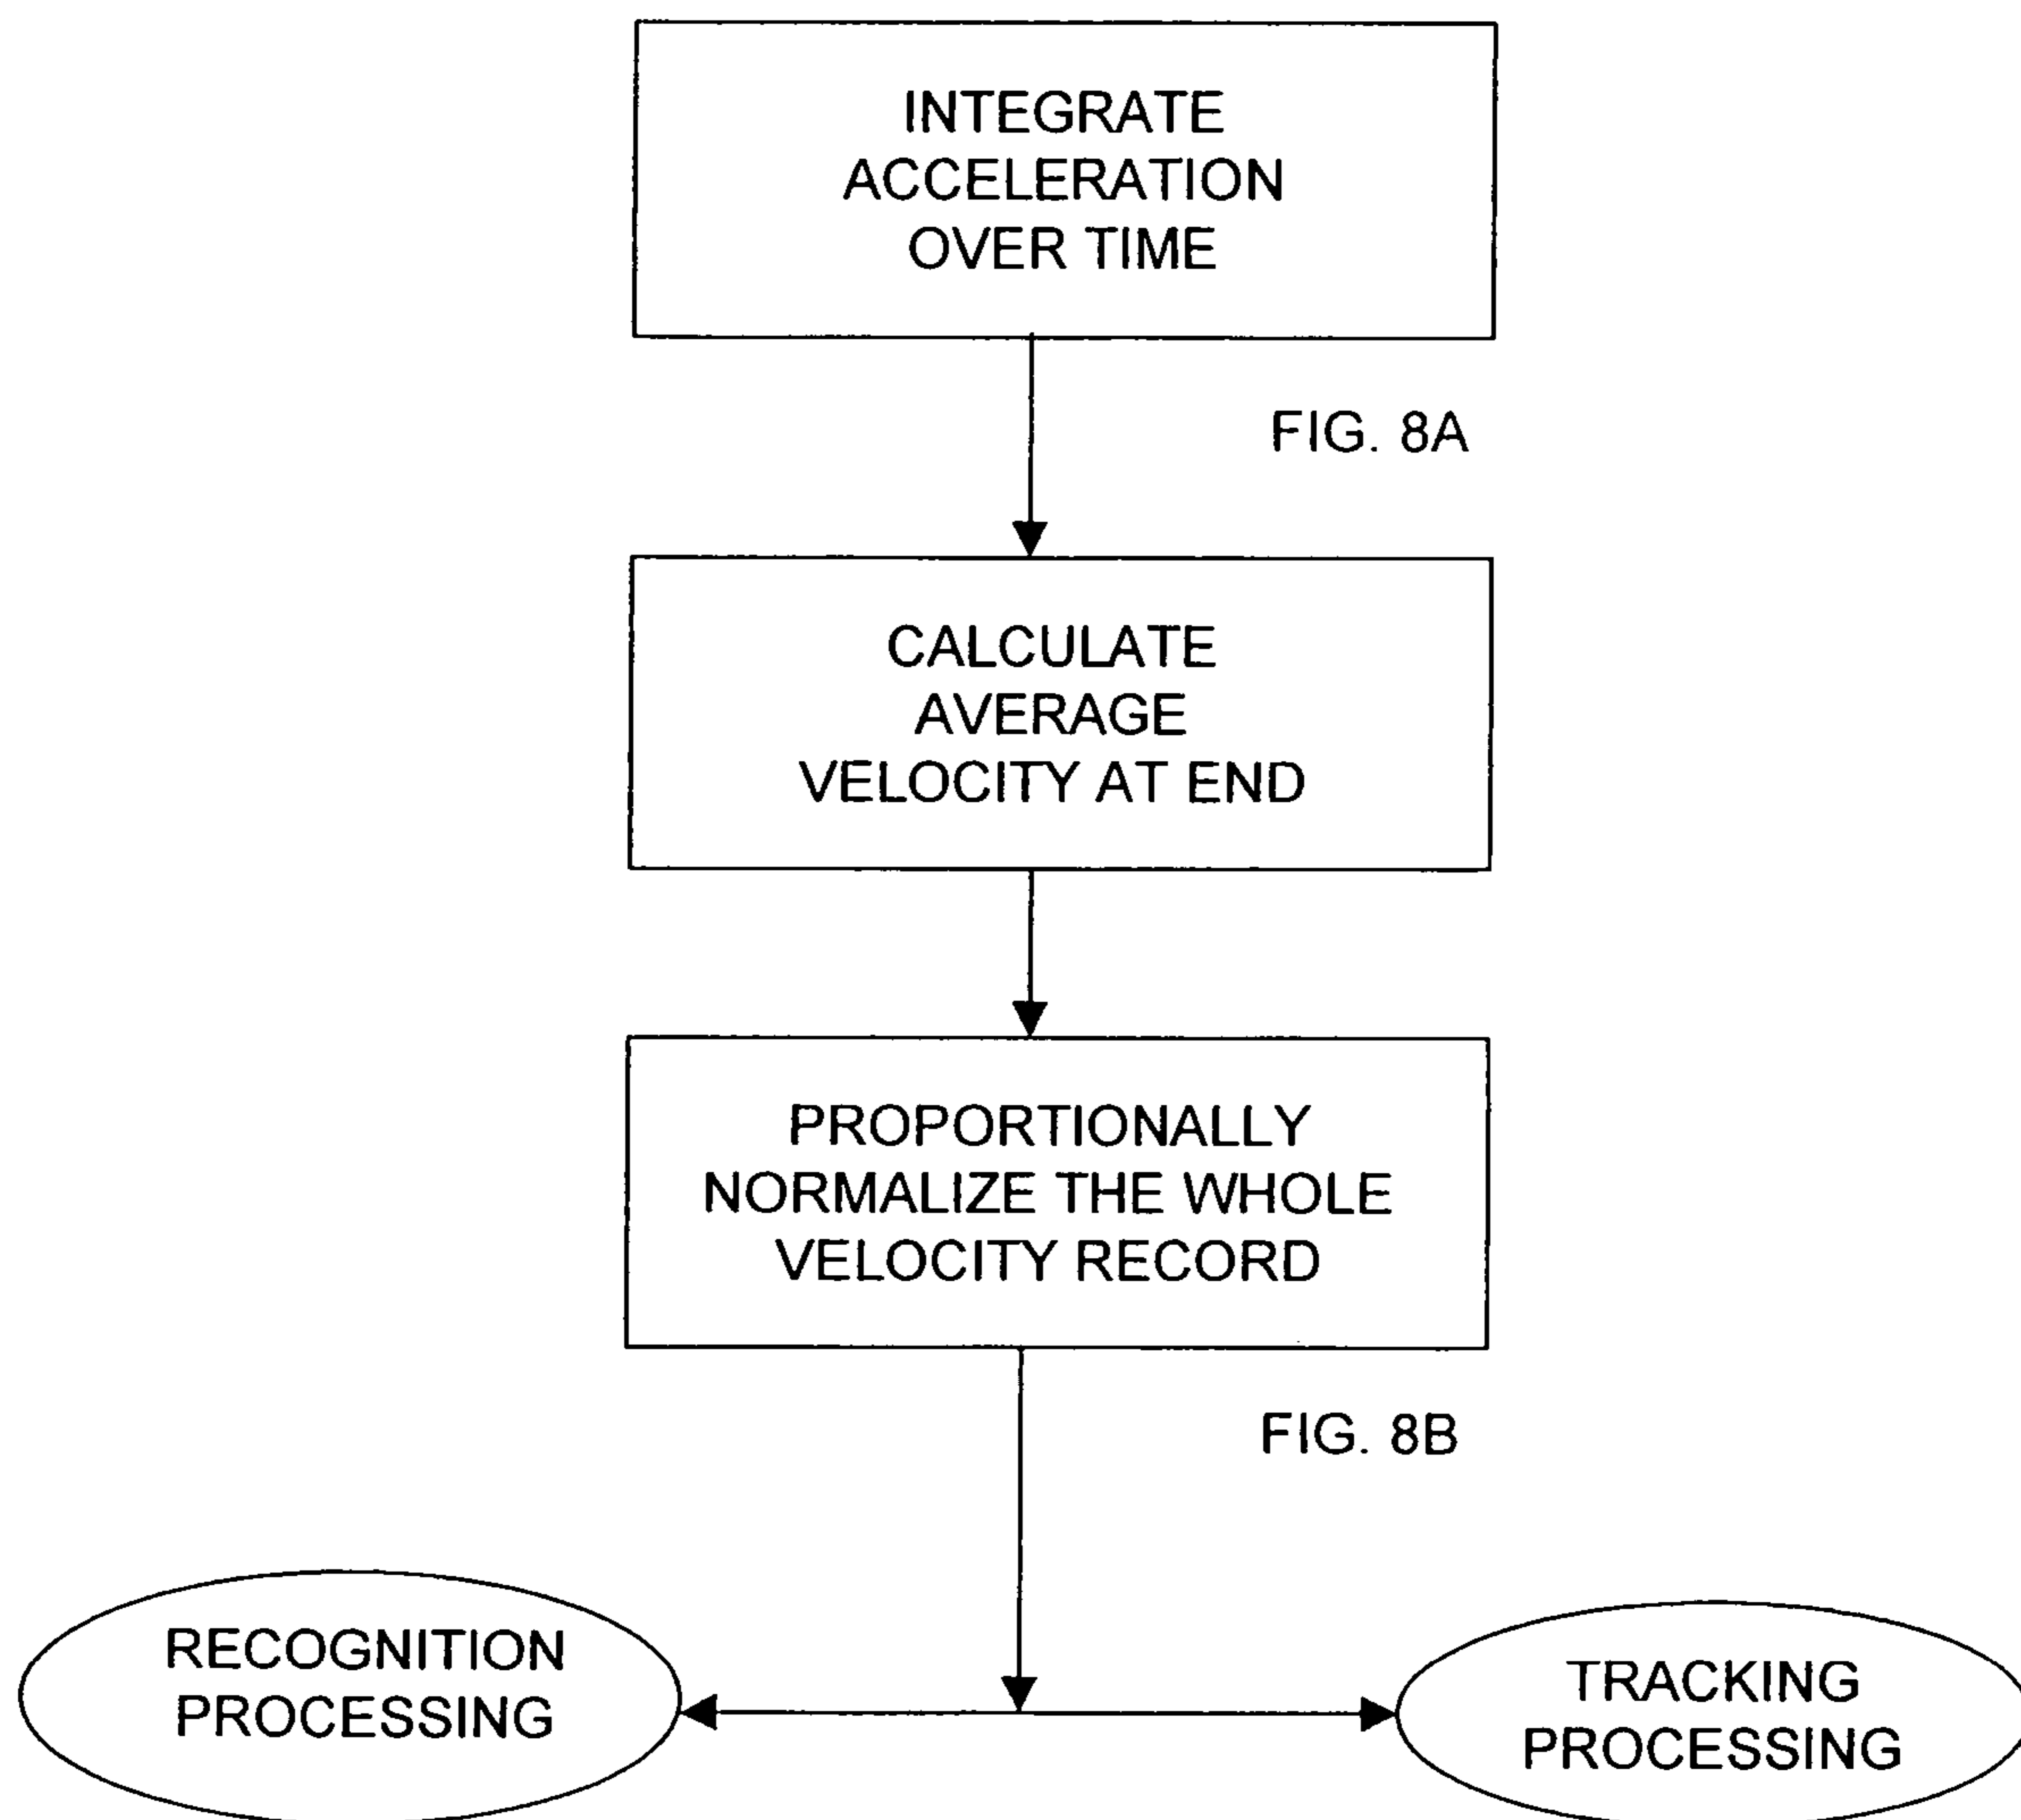 INTEGRATE
ACCELERATION
OVER TIME
FIG. 8A
CALCULATE
AVERAGE
VELOCITY AT END
PROPORTIONALLY
NORMALIZE THE WHOLE
VELOCITY RECORD
FIG. 8B
RECOGNITION
PROCESSING
TRACKING
PROCESSING